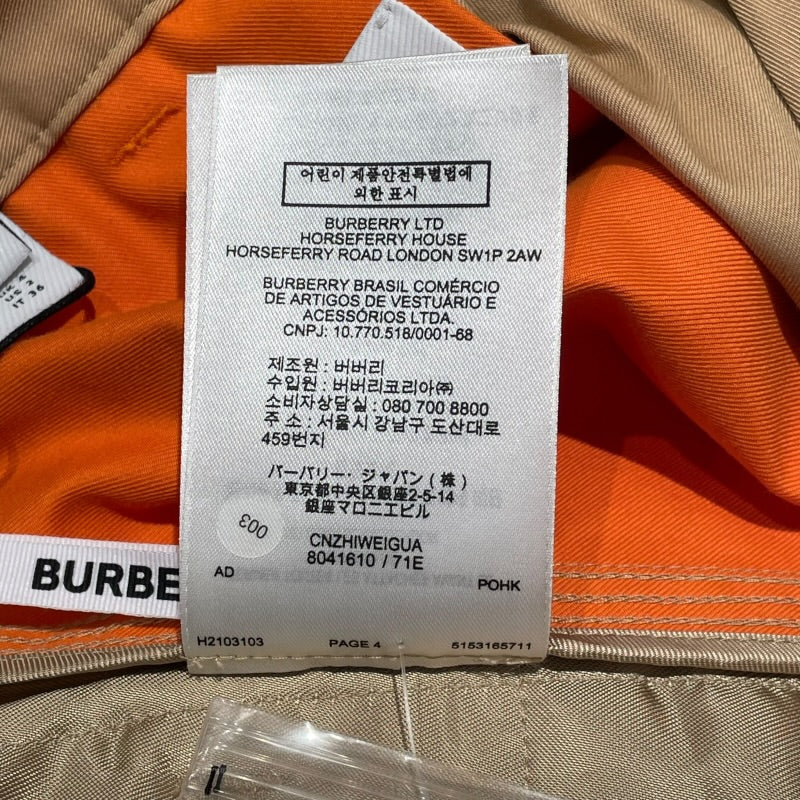 어린이 제품안전특별법에
의한 표시
BURBERRY LTD
HORSEFERRY HOUSE
HORSEFERRY ROAD LONDON SW1P 2AW
BURBERRY BRASIL COMÉRCIO
DE ARTIGOS DE VESTUÁRIO E
ACESSÓRIOS LTDA.
CNPJ: 10.770.518/0001-68
제조원 : 버버리
수입원 : 버버리코리아㈜
소비자상담실 : 080 700 8800
주 소 : 서울시 강남구 도산대로
459번지
バーバリー・ジャパン ( 株 )
東京都中央区銀座2-5-14
銀座マロニエビル
003
CNZHIWEIGUA
8041610 / 71E
AD
POHK
H2103103 PAGE 4 5153165711
BURBE
IT 36